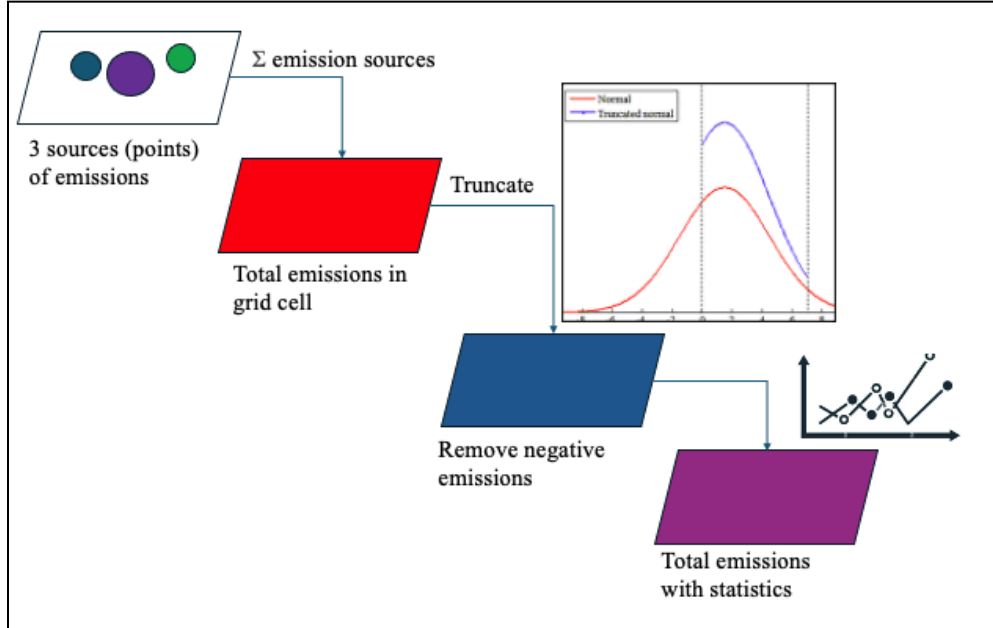 Σ emission sources
3 sources (points)
of emissions
Normal
Truncated normal
Truncate
Total emissions in
grid cell
Remove negative
emissions
Total emissions
with statistics